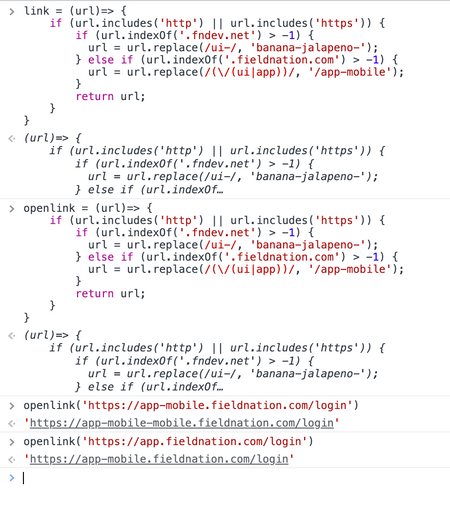 link = (url)=> {
if (url.includes('http') || url.includes('https')) {
if (url.indexOf('.fndev.net') > -1) {
url = url.replace(/ui-/, 'banana-jalapeno-');
} else if (url.indexOf('.fieldnation.com') > -1) {
url = url.replace(/(\/(ui|app))/, '/app-mobile');
}
return url;
}
}
(url)=> {
if (url.includes('http') || url.includes('https')) {
if (url.indexOf('.fndev.net') > -1) {
url = url.replace(/ui-/, 'banana-jalapeno-');
} else if (url.indexOf…
openlink = (url)=> {
if (url.includes('http') || url.includes('https')) {
if (url.indexOf('.fndev.net') > -1) {
url = url.replace(/ui-/, 'banana-jalapeno-');
} else if (url.indexOf('.fieldnation.com') > -1) {
url = url.replace(/(\/(ui|app))/, '/app-mobile');
}
return url;
}
}
(url)=> {
if (url.includes('http') || url.includes('https')) {
if (url.indexOf('.fndev.net') > -1) {
url = url.replace(/ui-/, 'banana-jalapeno-');
} else if (url.indexOf…
openlink('https://app-mobile.fieldnation.com/login')
'https://app-mobile-mobile.fieldnation.com/login'
openlink('https://app.fieldnation.com/login')
'https://app-mobile.fieldnation.com/login'